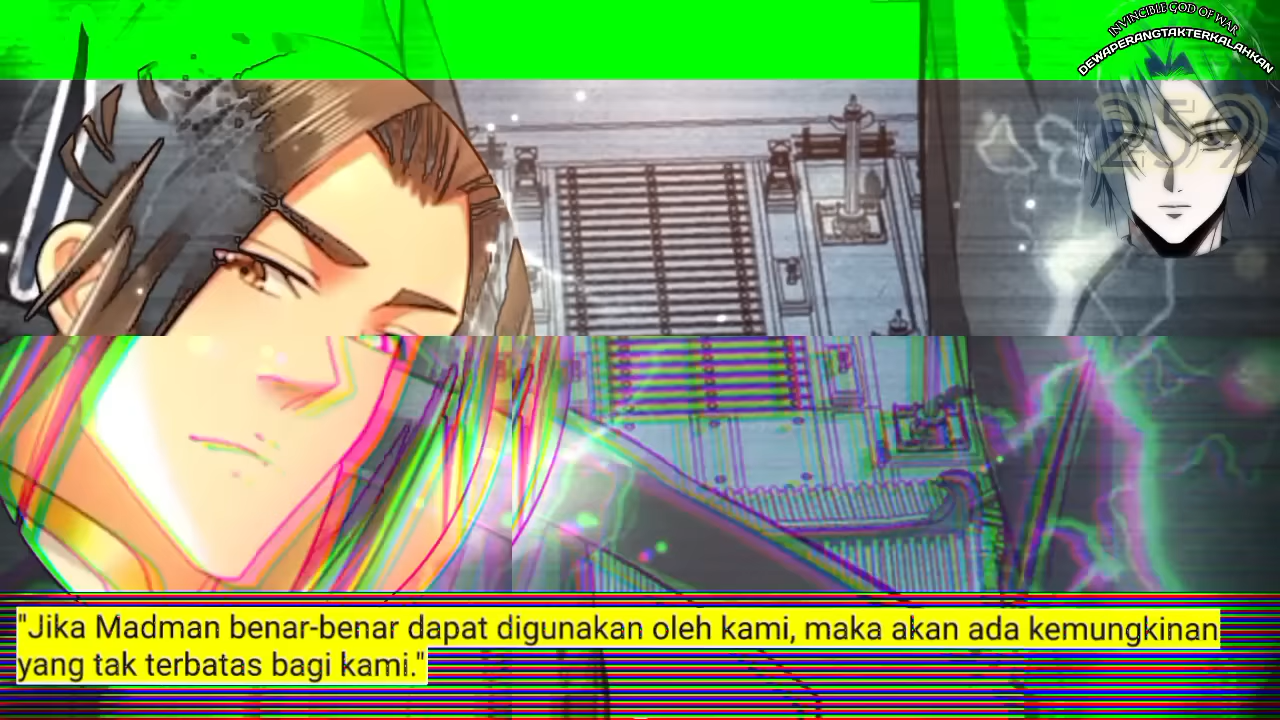 INVINCIBLE GOD OF WAR
DEWAPERANGTAKTERKALAHKAN
259
"Jika Madman benar-benar dapat digunakan oleh kami, maka akan ada kemungkinan
yang tak terbatas bagi kami."